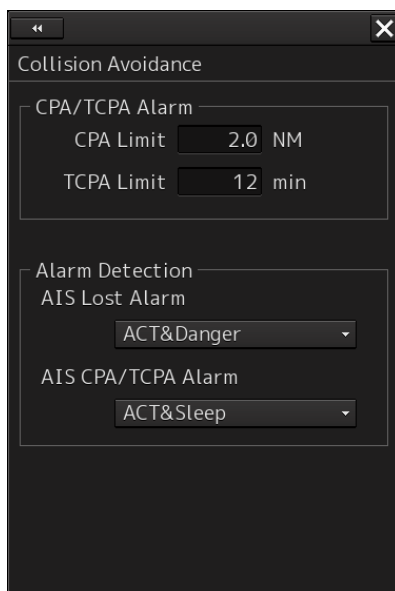 Collision Avoidance
CPA/TCPA Alarm
CPA Limit 2.0 NM
TCPA Limit 12 min
Alarm Detection
AIS Lost Alarm
ACT&Danger
AIS CPA/TCPA Alarm
ACT&Sleep